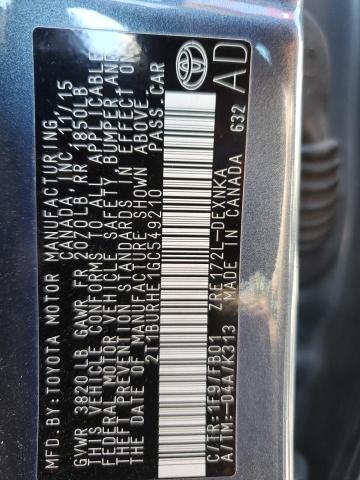 MFD. BY: TOYOTA MOTOR MANUFACTURING
CANADA, INC. 11/15
GVWR 3820LB GAWR FR 2070LB RR 1850LB
THIS VEHICLE CONFORMS TO ALL APPLICABLE
FEDERAL MOTOR VEHICLE SAFETY, BUMPER AND
THEFT PREVENTION STANDARDS IN EFFECT ON
THE DATE OF MANUFACTURE SHOWN ABOVE.
2T1BURHE1GC549210 PASS.CAR
C/TR:1F9/FB01 ZRE172L-DEXNKA
A/TM:-04A/K313 MADE IN CANADA 632
AD